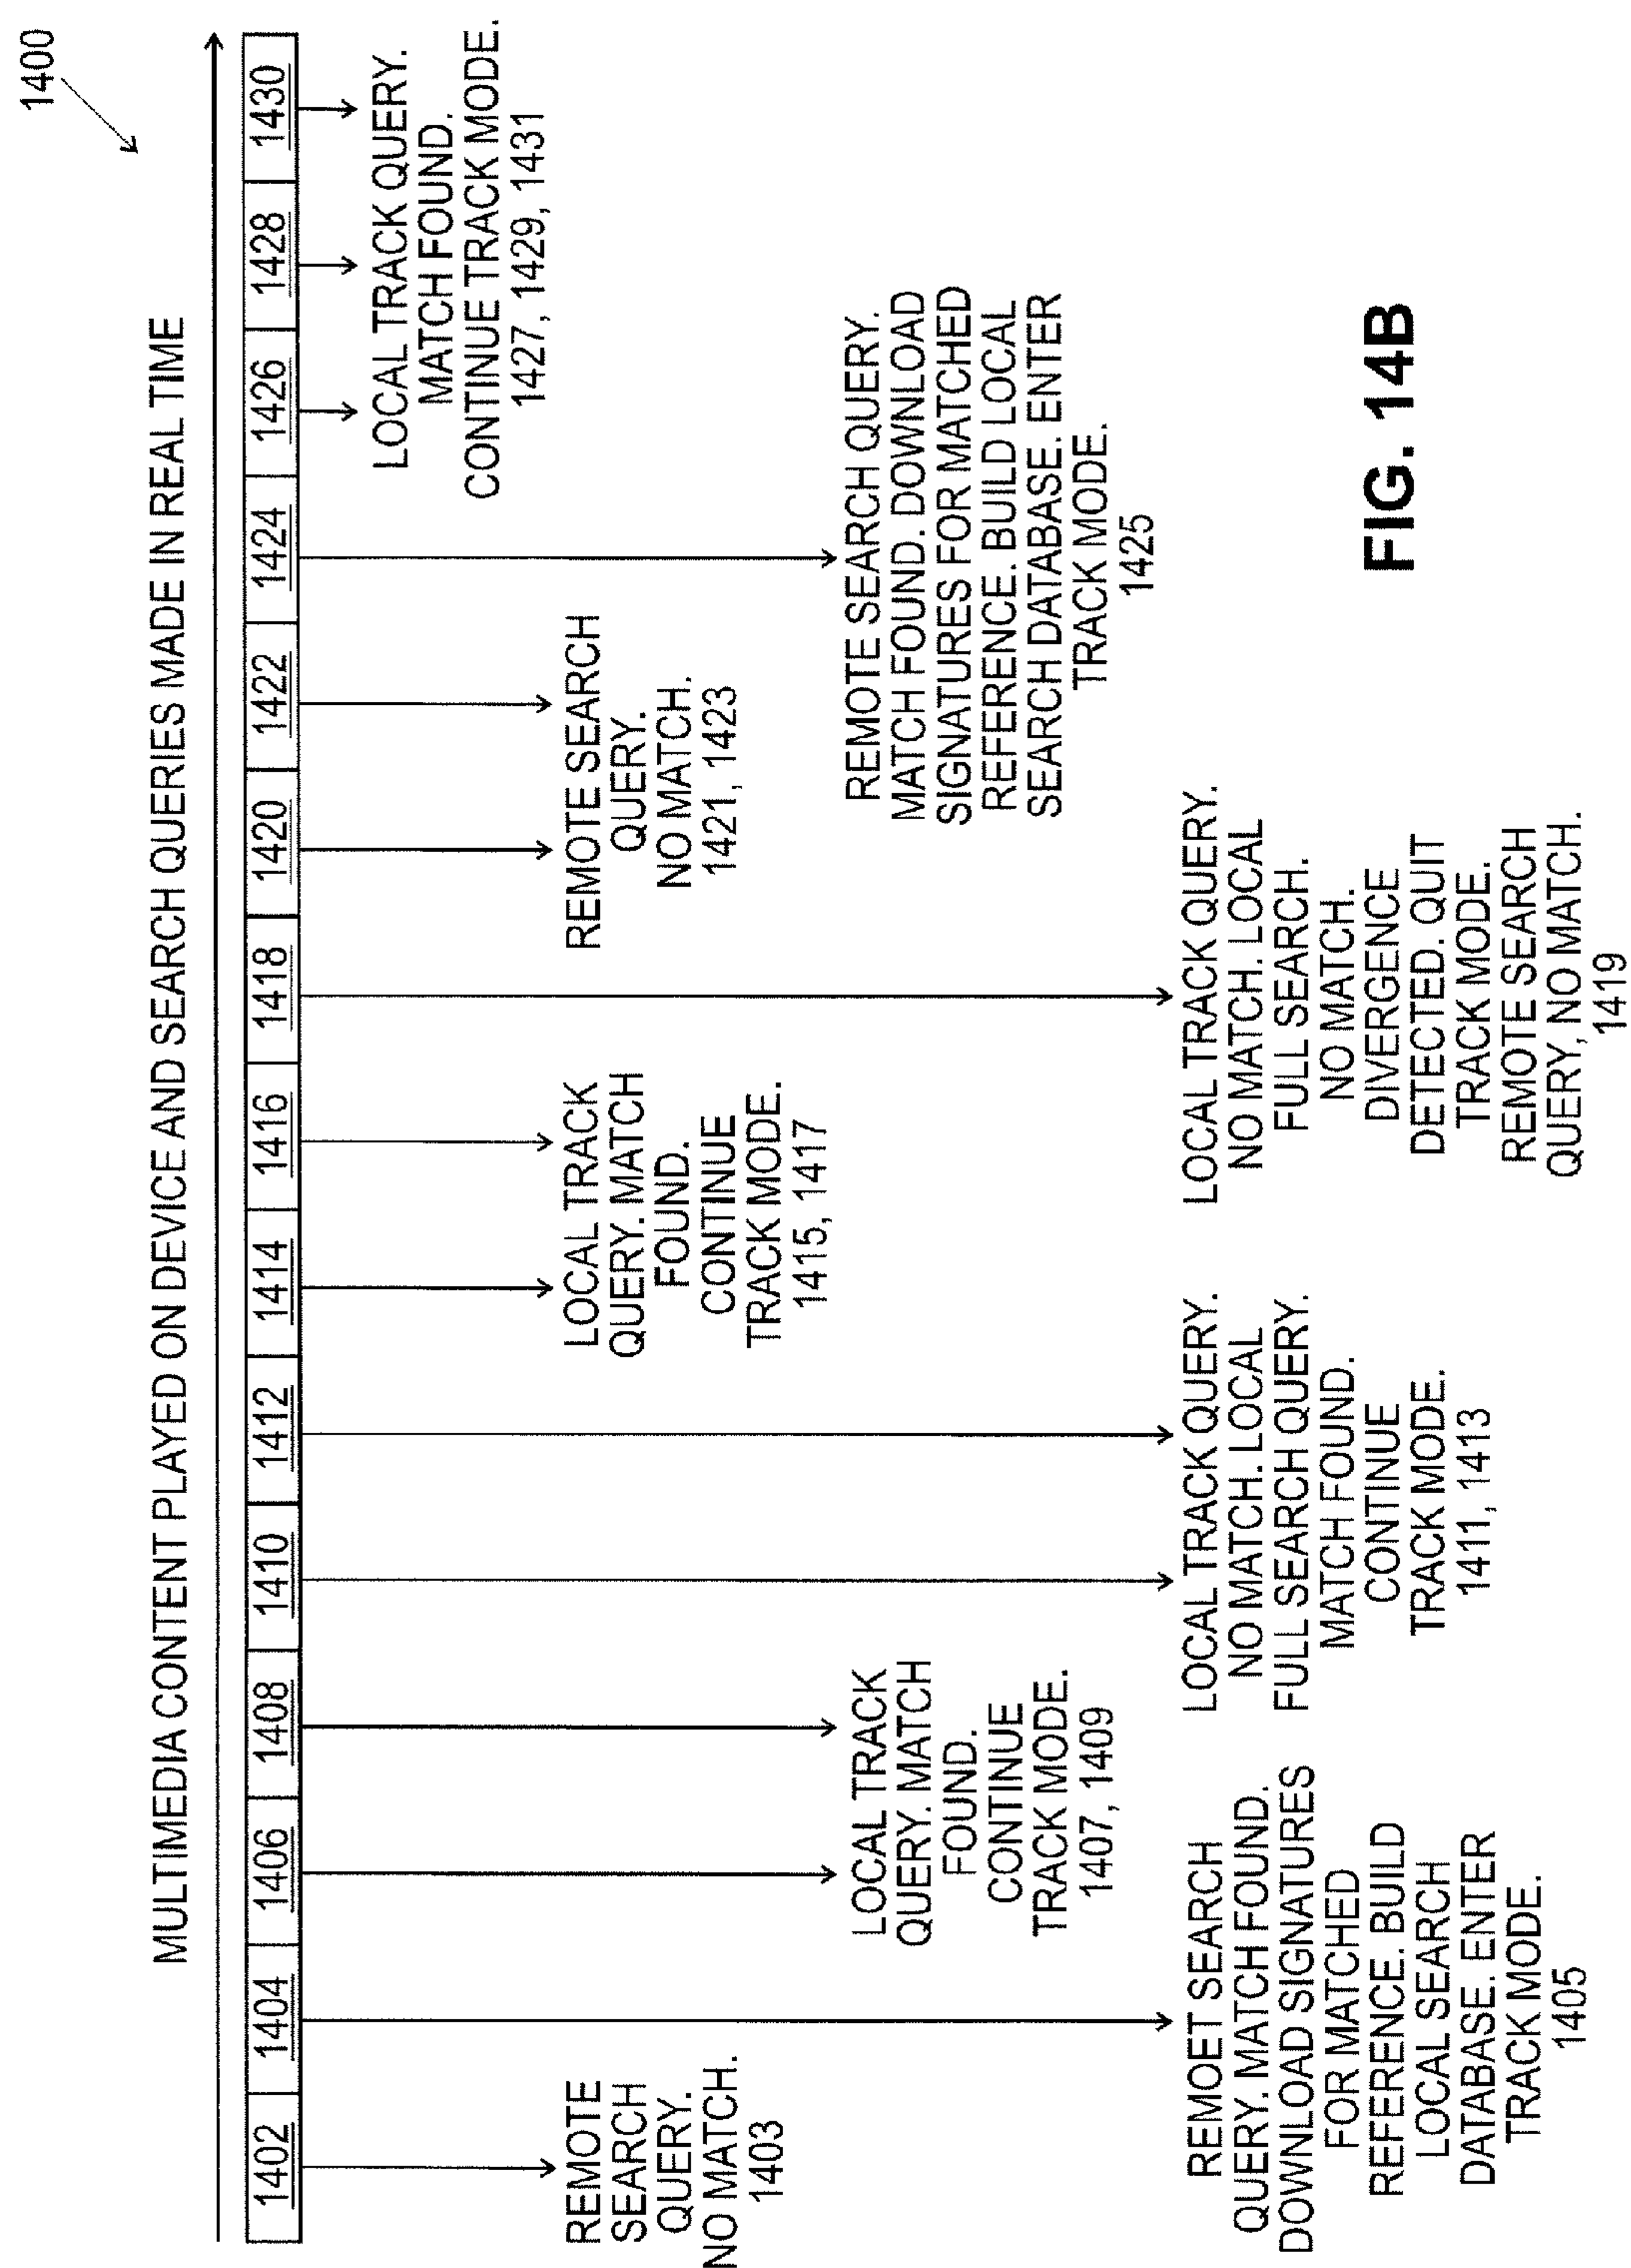 1400
MULTIMEDIA CONTENT PLAYED ON DEVICE AND SEARCH QUERIES MADE IN REAL TIME
1402 1404 1406 1408 1410 1412 1414 1416 1418 1420 1422 1424 1426 1428 1430
REMOTE
SEARCH
QUERY.
NO MATCH.
1403
REMOET SEARCH
QUERY. MATCH FOUND.
DOWNLOAD SIGNATURES
FOR MATCHED
REFERENCE. BUILD
LOCAL SEARCH
DATABASE. ENTER
TRACK MODE.
1405
LOCAL TRACK
QUERY. MATCH
FOUND.
CONTINUE
TRACK MODE.
1407, 1409
LOCAL TRACK QUERY.
NO MATCH. LOCAL
FULL SEARCH QUERY.
MATCH FOUND.
CONTINUE
TRACK MODE.
1411, 1413
LOCAL TRACK
QUERY. MATCH
FOUND.
CONTINUE
TRACK MODE.
1415, 1417
LOCAL TRACK QUERY.
NO MATCH. LOCAL
FULL SEARCH.
NO MATCH.
DIVERGENCE
DETECTED. QUIT
TRACK MODE.
REMOTE SEARCH
QUERY, NO MATCH.
1419
REMOTE SEARCH
QUERY.
NO MATCH.
1421, 1423
REMOTE SEARCH QUERY.
MATCH FOUND. DOWNLOAD
SIGNATURES FOR MATCHED
REFERENCE. BUILD LOCAL
SEARCH DATABASE. ENTER
TRACK MODE.
1425
LOCAL TRACK QUERY.
MATCH FOUND.
CONTINUE TRACK MODE.
1427, 1429, 1431
FIG. 14B